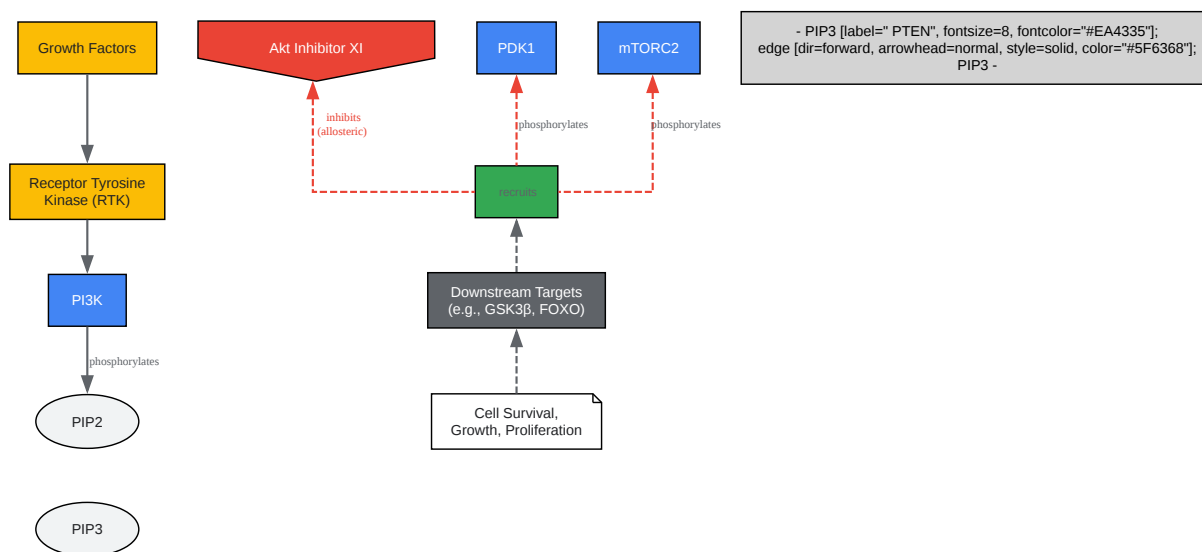 Growth Factors
Akt Inhibitor XI
PDK1
mTORC2
- PIP3 [label=" PTEN", fontsize=8, fontcolor="#EA4335"];
edge [dir=forward, arrowhead=normal, style=solid, color="#5F6368"];
PIP3 -
inhibits
(allosteric)
phosphorylates
phosphorylates
Receptor Tyrosine
Kinase (RTK)
recruits
PI3K
Downstream Targets
(e.g., GSK3β, FOXO)
phosphorylates
PIP2
Cell Survival,
Growth, Proliferation
PIP3